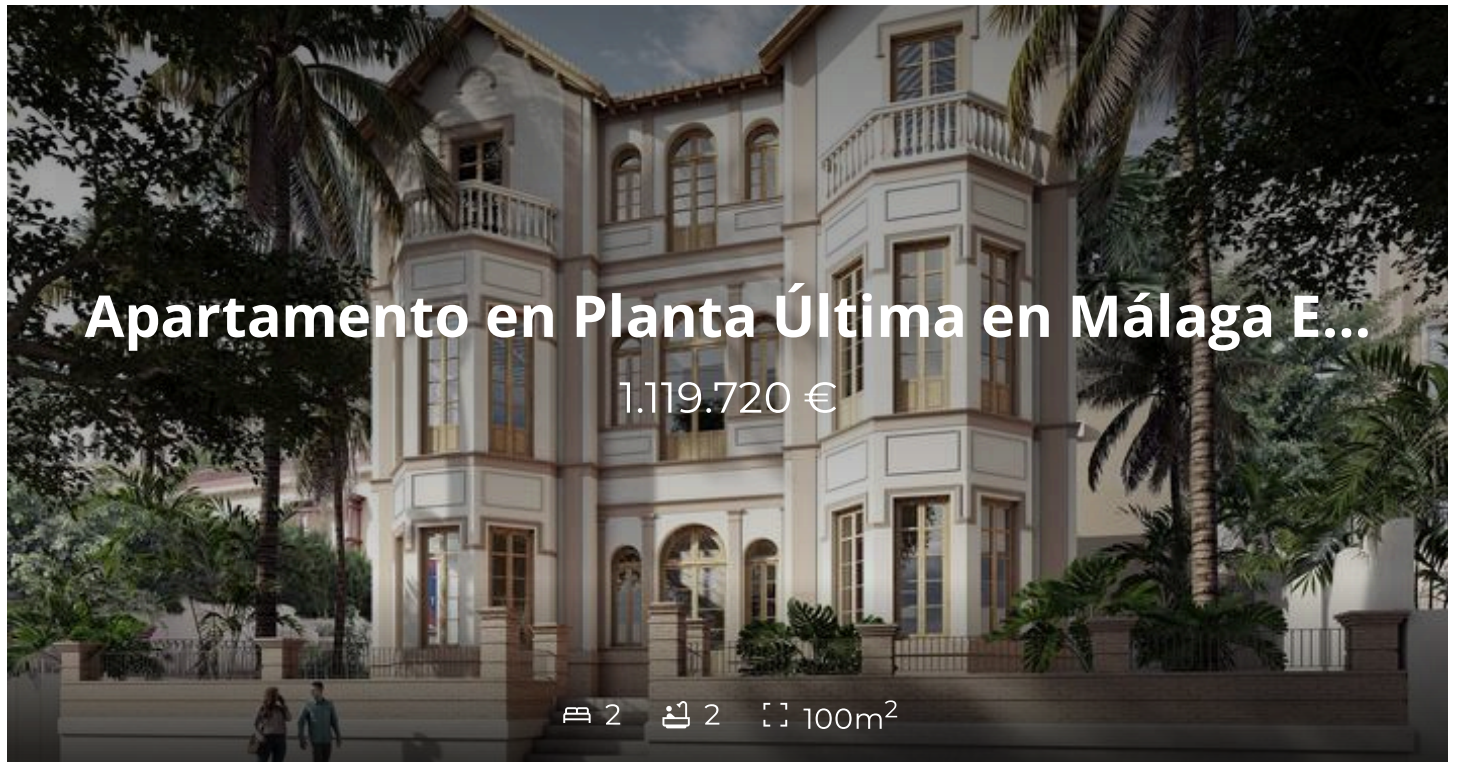 Apartamento en Planta Última en Málaga E...
1.119.720 €
2 2 100m²